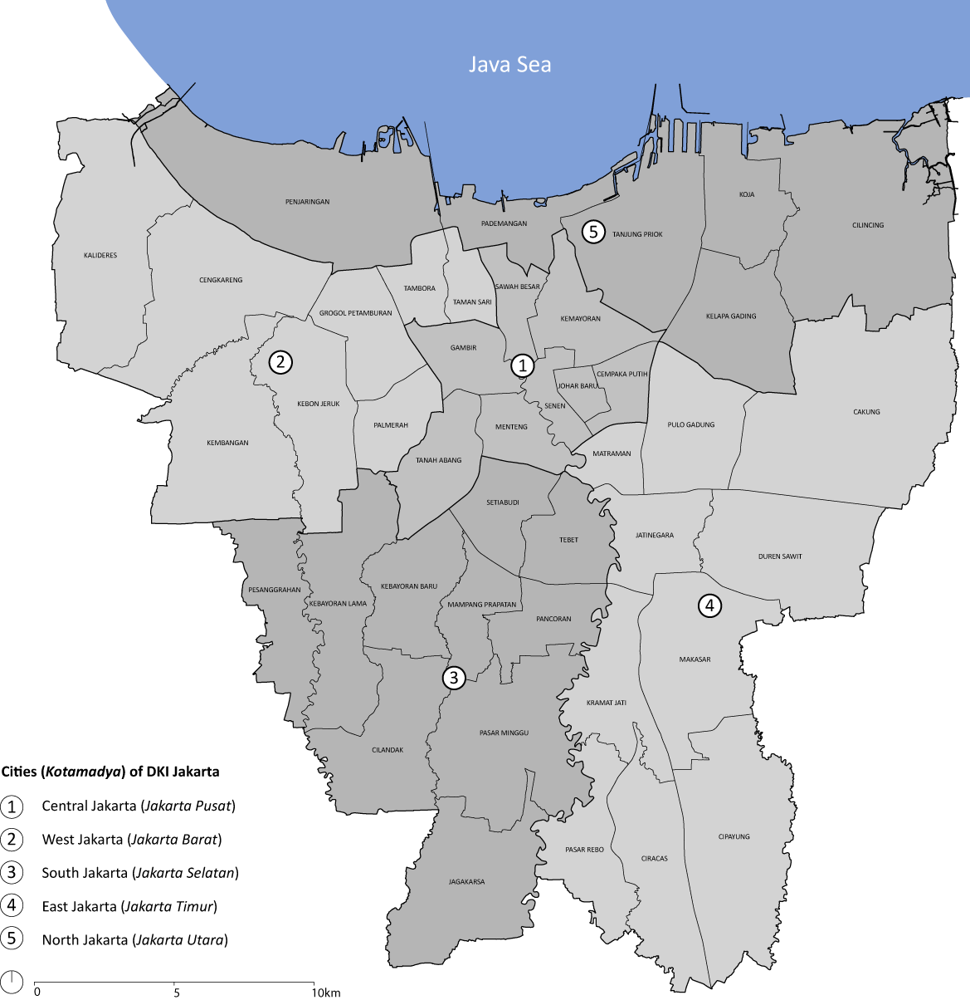 Java Sea
PENJARINGAN
PADEMANGAN
5
TANJUNG PRIOK
KOJA
CILINCING
KALIDERES
CENGKARENG
TAMBORA
TAMAN SARI
SAWAH BESAR
GROGOL PETAMBURAN
KEMAYORAN
KELAPA GADING
GAMBIR
2
1
CEMPAKA PUTIH
JOHAR BARU
SENEN
KEBON JERUK
CAKUNG
PALMERAH
MENTENG
PULO GADUNG
KEMBANGAN
TANAH ABANG
MATRAMAN
SETIABUDI
TEBET
JATINEGARA
DUREN SAWIT
PESANGGRAHAN
KEBAYORAN LAMA
KEBAYORAN BARU
MAMPANG PRAPATAN
PANCORAN
4
MAKASAR
3
KRAMAT JATI
PASAR MINGGU
CILANDAK
CIPAYUNG
PASAR REBO
CIRACAS
JAGAKARSA
Cities (Kotamadya) of DKI Jakarta
1 Central Jakarta (Jakarta Pusat)
2 West Jakarta (Jakarta Barat)
3 South Jakarta (Jakarta Selatan)
4 East Jakarta (Jakarta Timur)
5 North Jakarta (Jakarta Utara)
0 5 10km